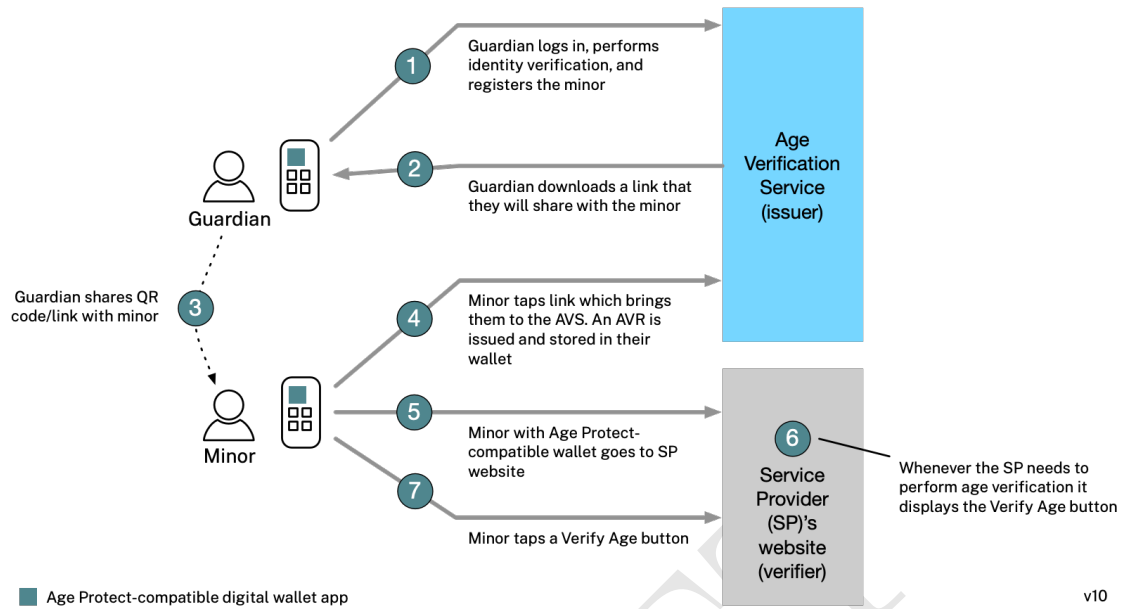 1
Guardian logs in, performs
identity verification, and
registers the minor
Age
Verification
Service
(issuer)
2
Guardian downloads a link that
they will share with the minor
Guardian
Guardian shares QR
code/link with minor
3
4
Minor taps link which brings
them to the AVS. An AVR is
issued and stored in their
wallet
Minor
5
Minor with Age Protect-
compatible wallet goes to SP
website
6
Service
Provider
(SP)'s
website
(verifier)
Whenever the SP needs to
perform age verification it
displays the Verify Age button
7
Minor taps a Verify Age button
Age Protect-compatible digital wallet app
v10